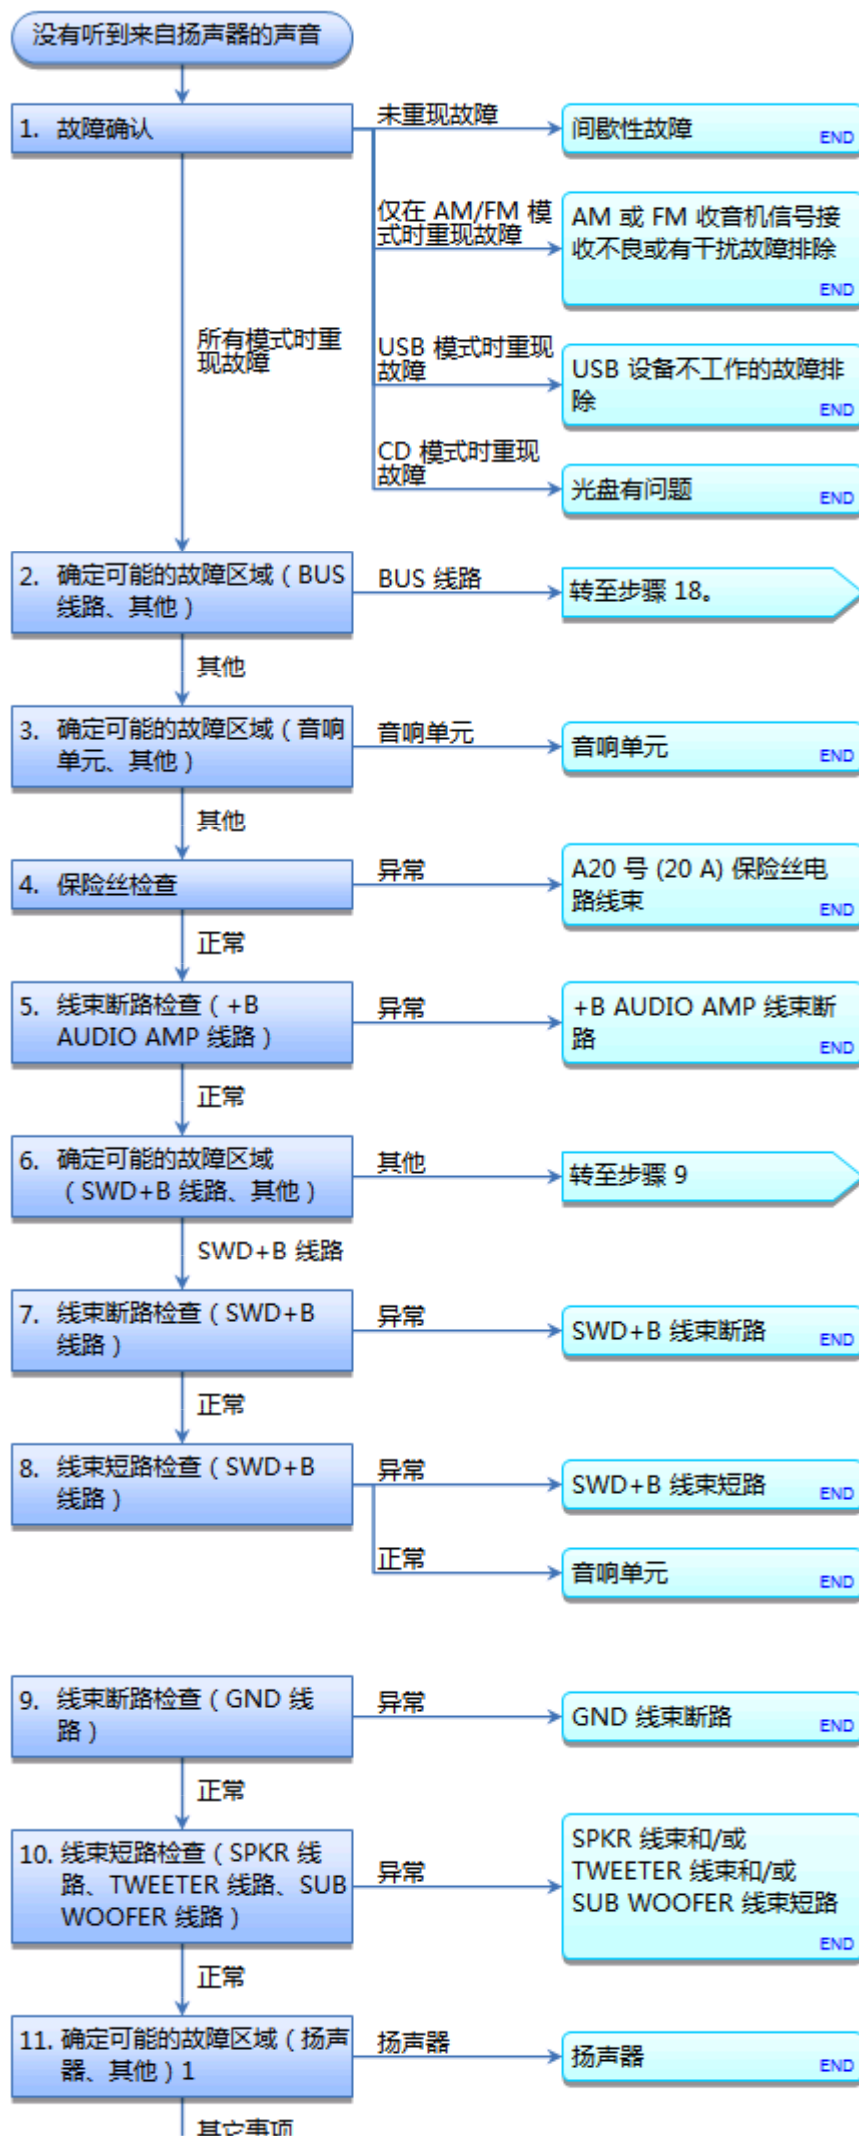 没有听到来自扬声器的声音
1. 故障确认
未重现故障
间歇性故障
END
仅在 AM/FM 模
式时重现故障
AM 或 FM 收音机信号接
收不良或有干扰故障排除
END
所有模式时重
现故障
USB 模式时重现
故障
USB 设备不工作的故障排
除
END
CD 模式时重现
故障
光盘有问题
END
2. 确定可能的故障区域（BUS
线路、其他）
BUS 线路
转至步骤 18。
其他
3. 确定可能的故障区域（音响
单元、其他）
音响单元
音响单元
END
其他
4. 保险丝检查
异常
A20 号 (20 A) 保险丝电
路线束
END
正常
5. 线束断路检查（+B
AUDIO AMP 线路）
异常
+B AUDIO AMP 线束断
路
END
正常
6. 确定可能的故障区域
（SWD+B 线路、其他）
其他
转至步骤 9
SWD+B 线路
7. 线束断路检查（SWD+B
线路）
异常
SWD+B 线束断路
END
正常
8. 线束短路检查（SWD+B
线路）
异常
SWD+B 线束短路
END
正常
音响单元
END
9. 线束断路检查（GND 线
路）
异常
GND 线束断路
END
正常
10. 线束短路检查（SPKR 线
路、TWEETER 线路、SUB
WOOFER 线路）
异常
SPKR 线束和/或
TWEETER 线束和/或
SUB WOOFER 线束短路
END
正常
11. 确定可能的故障区域（扬声
器、其他）1
扬声器
扬声器
END
其它事项